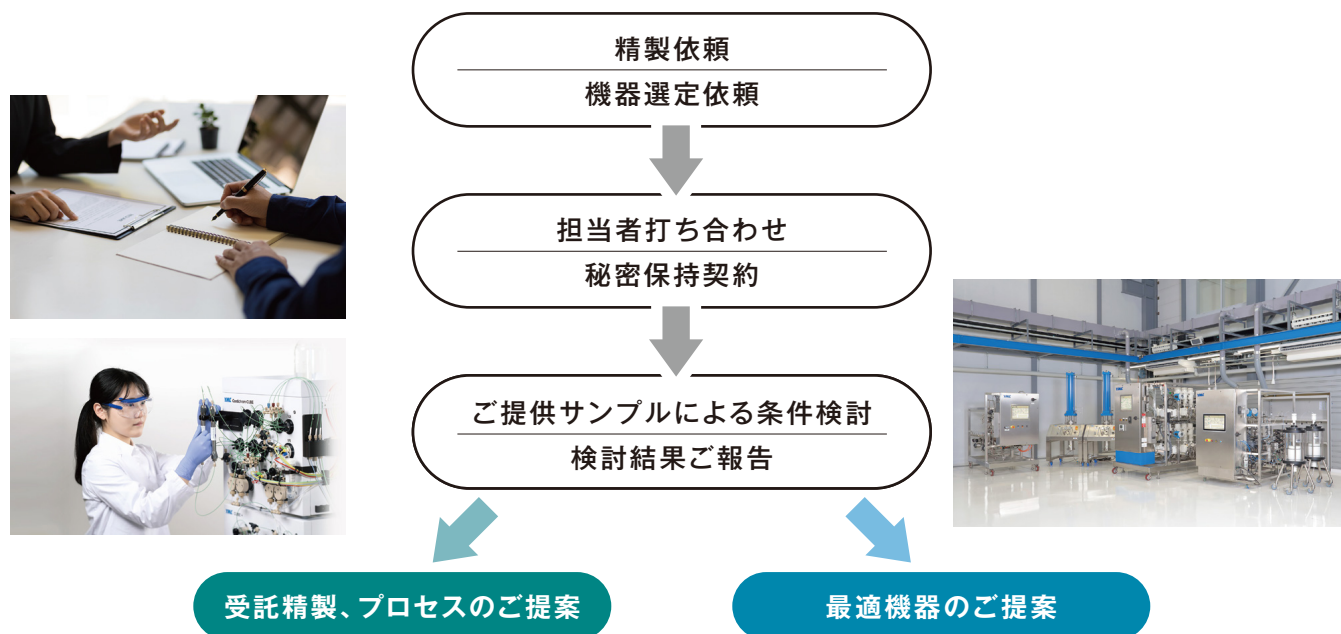 精製依頼
機器選定依頼
担当者打ち合わせ
秘密保持契約
ご提供サンプルによる条件検討
検討結果ご報告
受託精製、プロセスのご提案
最適機器のご提案